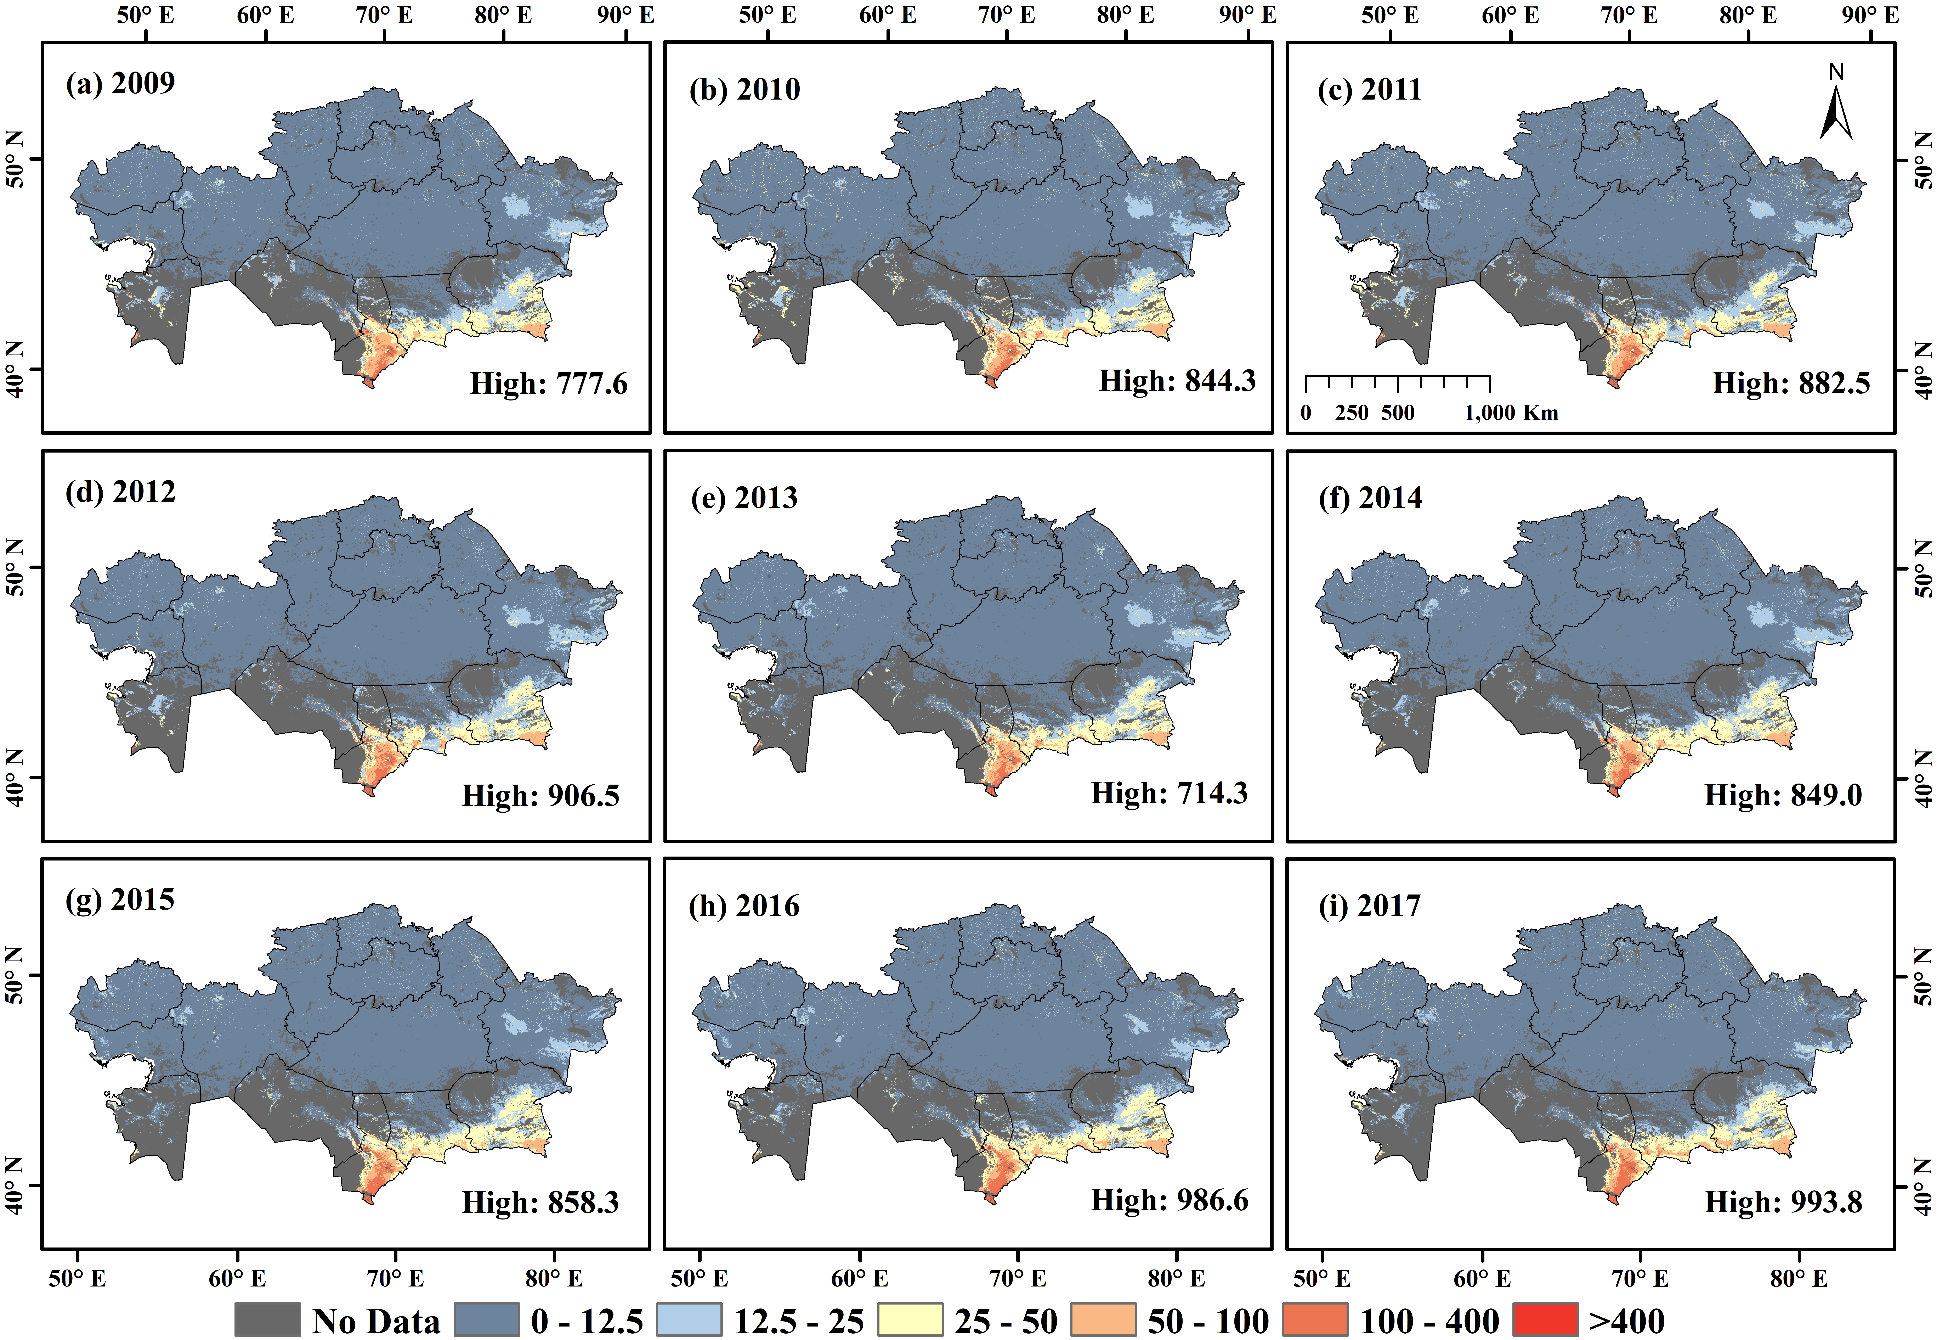 50° E 60° E 70° E 80° E 90° E 50° E 60° E 70° E 80° E 90° E 50° E 60° E 70° E 80° E 90° E
(a) 2009 (b) 2010 (c) 2011
N
50° N 50° N
40° N 40° N
High: 777.6 High: 844.3 High: 882.5
0 250 500 1,000 Km
(d) 2012 (e) 2013 (f) 2014
50° N 50° N
40° N 40° N
High: 906.5 High: 714.3 High: 849.0
(g) 2015 (h) 2016 (i) 2017
50° N 50° N
40° N 40° N
High: 858.3 High: 986.6 High: 993.8
50° E 60° E 70° E 80° E 50° E 60° E 70° E 80° E 50° E 60° E 70° E 80° E
No Data 0 - 12.5 12.5 - 25 25 - 50 50 - 100 100 - 400 >400